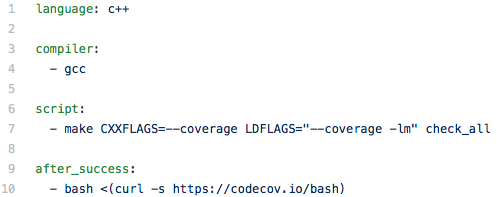 1 language: c++
2
3 compiler:
4   - gcc
5
6 script:
7   - make CXXFLAGS=--coverage LDFLAGS="--coverage -lm" check_all
8
9 after_success:
10   - bash <(curl -s https://codecov.io/bash)